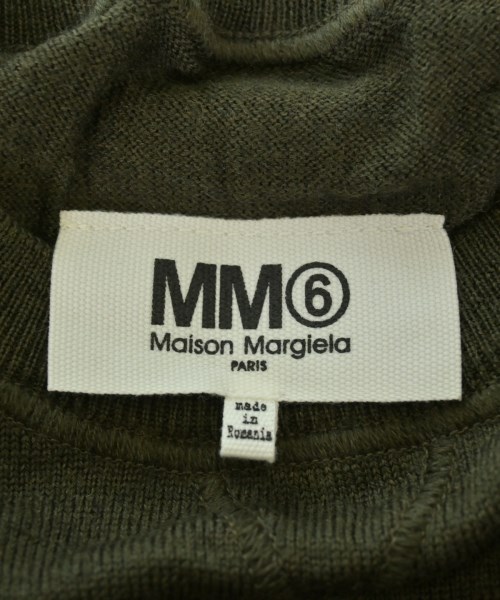 MM⑥
Maison Margiela
PARIS
made
in
Romania